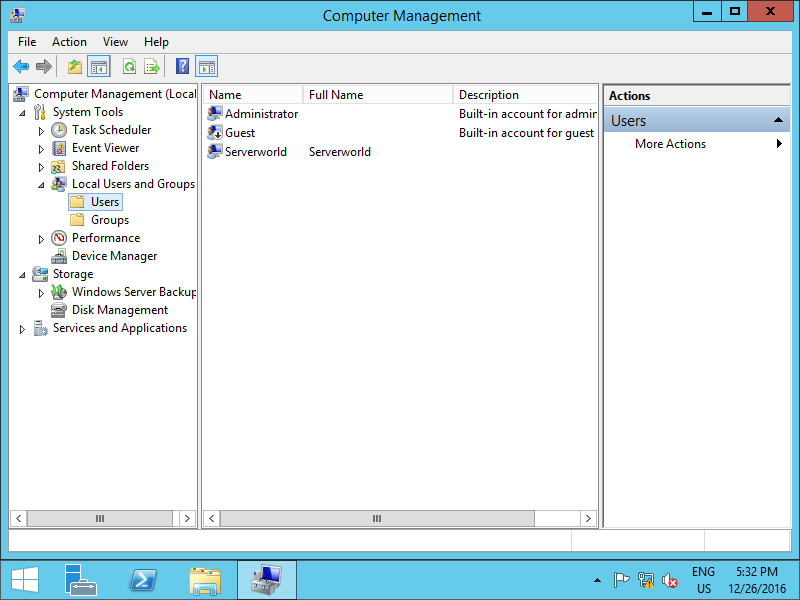 Computer Management
File Action View Help
Computer Management (Local
System Tools
Task Scheduler
Event Viewer
Shared Folders
Local Users and Groups
Users
Groups
Performance
Device Manager
Storage
Windows Server Backup
Disk Management
Services and Applications
Name Full Name Description
Administrator Built-in account for admin
Guest Built-in account for guest
Serverworld Serverworld
Actions
Users
More Actions
ENG 5:32 PM
US 12/26/2016